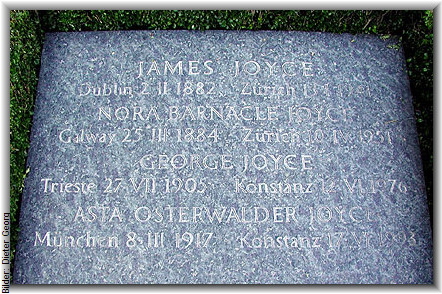 JAMES JOYCE
Dublin 2 II 1882 Zürich 13 I 1941
NORA BARNACLE JOYCE
Galway 25 III 1884 Zürich 10 IV 1951
GEORGE JOYCE
Trieste 27 VII 1905 Konstanz 12 VI 1976
ASTA OSTERWALDER JOYCE
München 8 III 1917 Konstanz 1993
Bilder: Dieter Georg